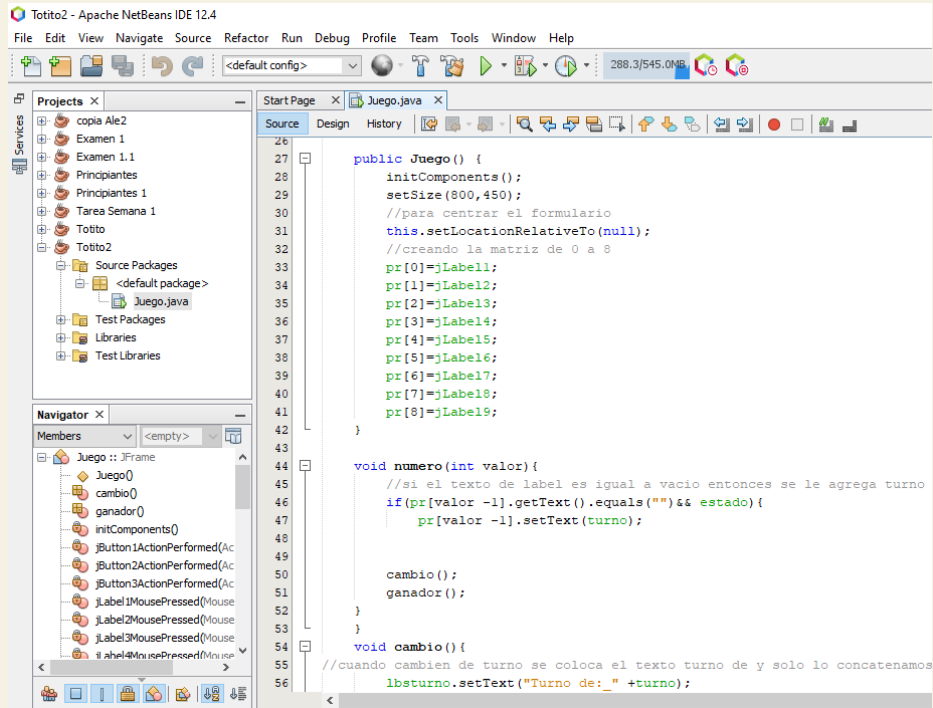 Totito2 - Apache NetBeans IDE 12.4
File Edit View Navigate Source Refactor Run Debug Profile Team Tools Window Help
<default config>
288.3/545.0MB
Services
Projects
copia Ale2
Examen 1
Examen 1.1
Principiantes
Principiantes 1
Tarea Semana 1
Totito
Totito2
Source Packages
<default package>
Juego.java
Test Packages
Libraries
Test Libraries
Navigator
Members
<empty>
Juego :: JFrame
Juego()
cambio()
ganador()
initComponents()
jButton1ActionPerformed(Ac
jButton2ActionPerformed(Ac
jButton3ActionPerformed(Ac
jLabel1MousePressed(Mouse
jLabel2MousePressed(Mouse
jLabel3MousePressed(Mouse
jLabel4MousePressed(Mouse
Start Page
Juego.java
Source Design History
26
27 public Juego() {
28 initComponents();
29 setSize(800,450);
30 //para centrar el formulario
31 this.setLocationRelativeTo(null);
32 //creando la matriz de 0 a 8
33 pr[0]=jLabel1;
34 pr[1]=jLabel2;
35 pr[2]=jLabel3;
36 pr[3]=jLabel4;
37 pr[4]=jLabel5;
38 pr[5]=jLabel6;
39 pr[6]=jLabel7;
40 pr[7]=jLabel8;
41 pr[8]=jLabel9;
42 }
43
44 void numero(int valor){
45 //si el texto de label es igual a vacio entonces se le agrega turno
46 if(pr[valor -1].getText().equals("")&& estado){
47 pr[valor -1].setText(turno);
48
49
50 cambio();
51 ganador();
52 }
53 }
54 void cambio(){
55 //cuando cambien de turno se coloca el texto turno de y solo lo concatenamos
56 lbsturno.setText("Turno de:_" +turno);